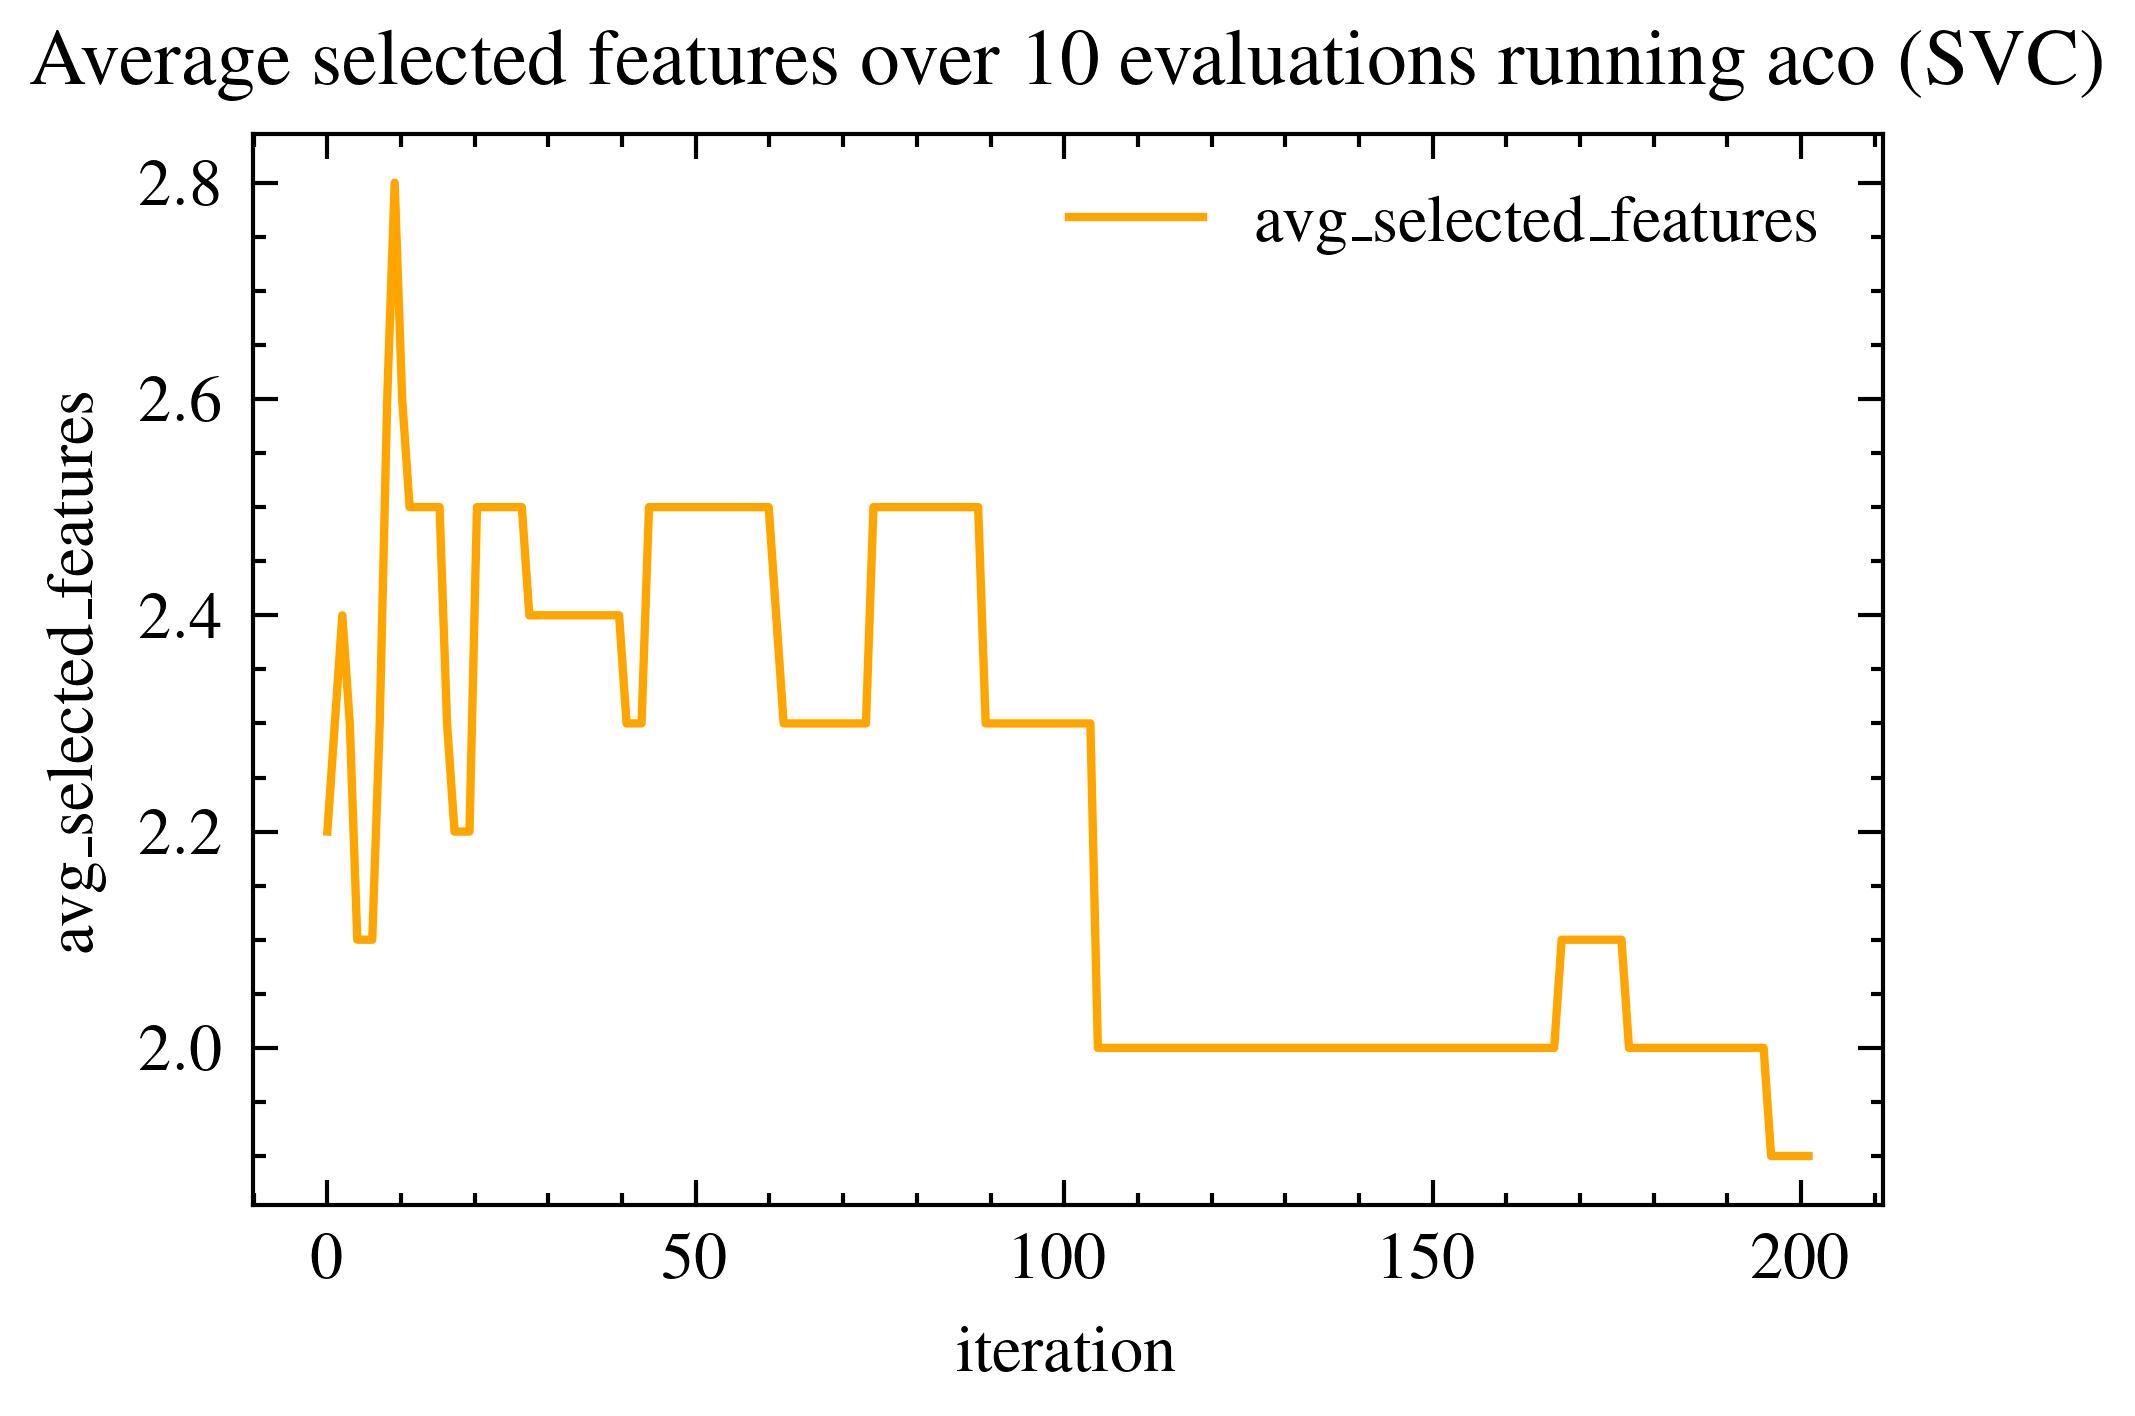 Average selected features over 10 evaluations running aco (SVC)
avg_selected_features
2.8
2.6
2.4
2.2
2.0
avg_selected_features
0 50 100 150 200
iteration